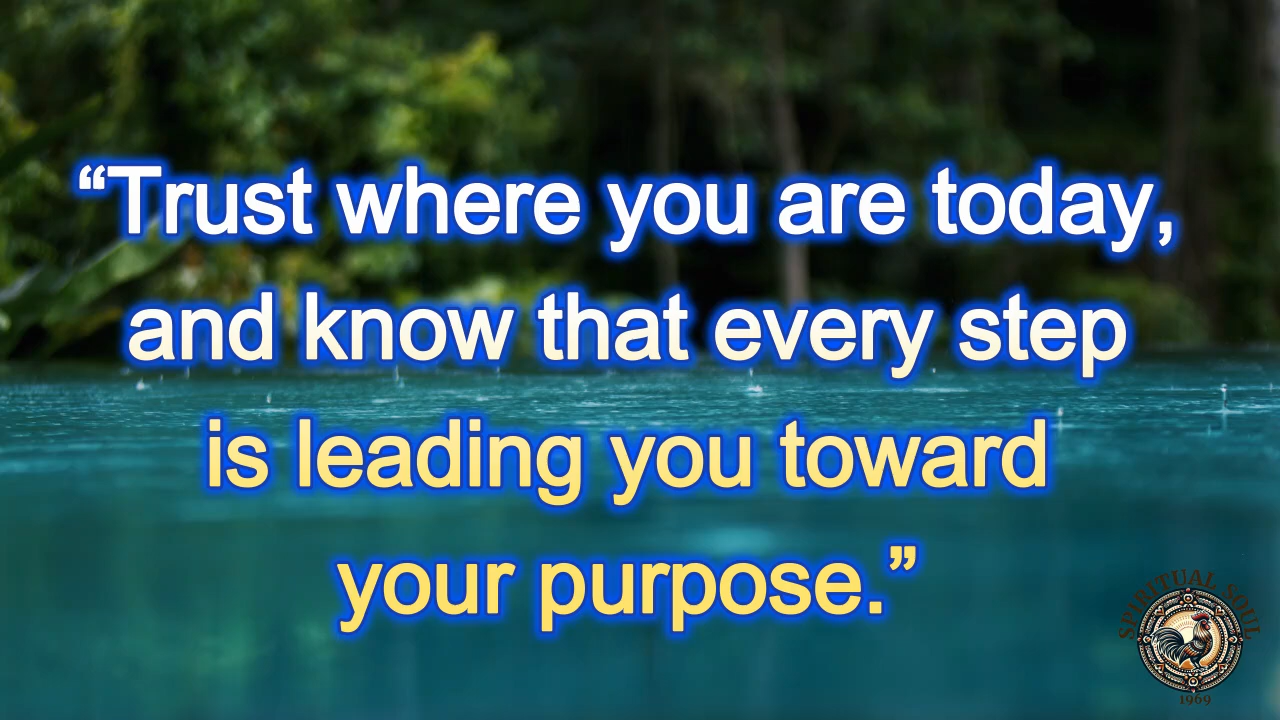 “Trust where you are today,
and know that every step
is leading you toward
your purpose.”
SPIRITUAL SOUL
1969